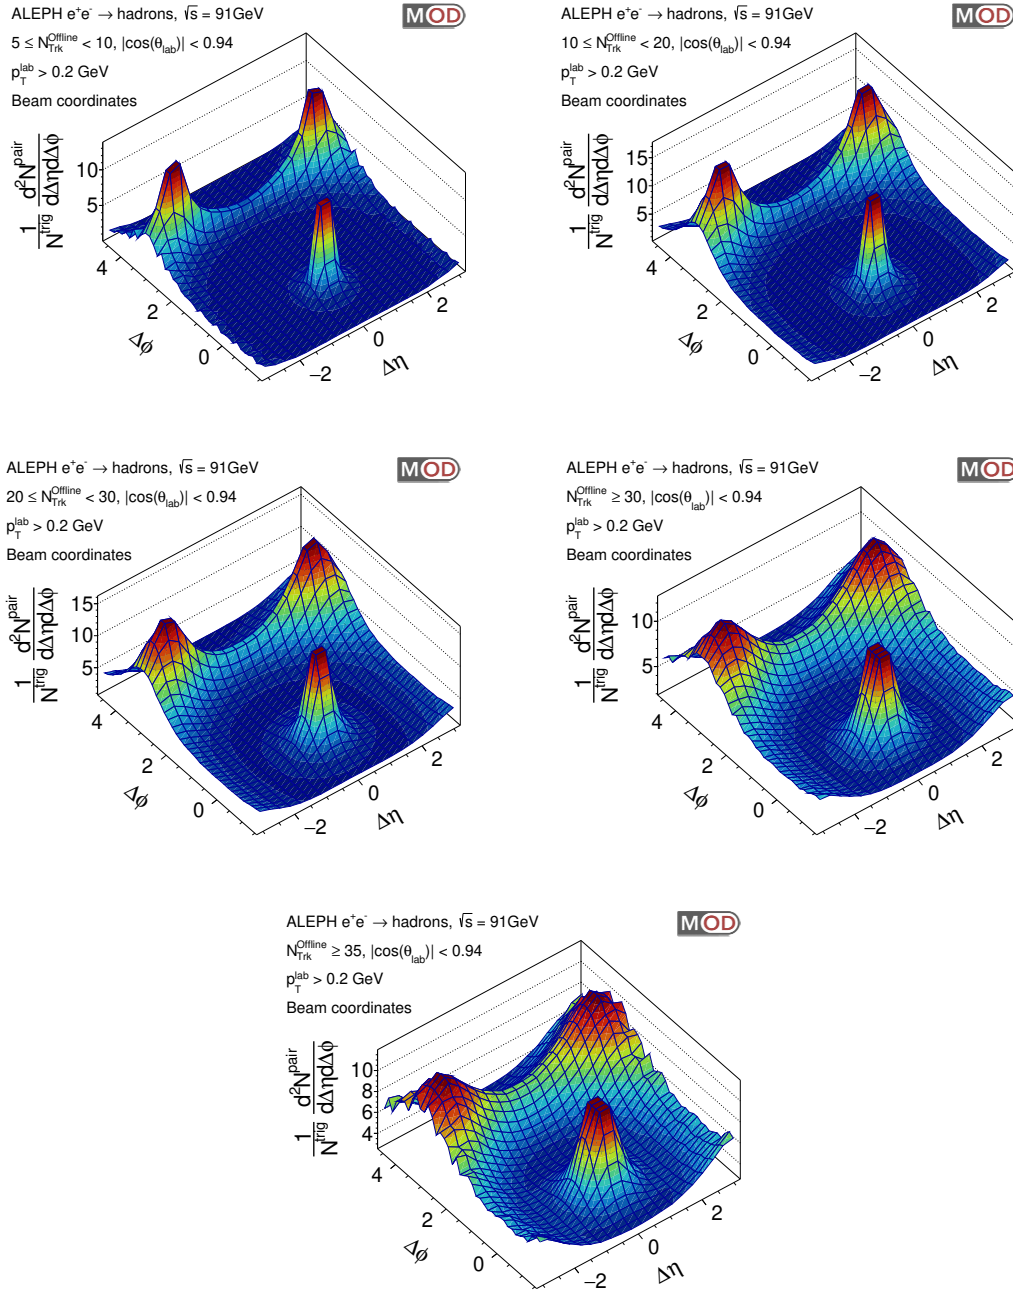 ALEPH e⁺e⁻ → hadrons, √s = 91GeV
MOD
5 ≤ N_Trk^Offline < 10, |cos(θ_lab)| < 0.94
p_T^lab > 0.2 GeV
Beam coordinates
1/N^trig d²N^pair/dΔηdΔϕ
10
5
4
2
0
Δϕ
−2
0
2
Δη
ALEPH e⁺e⁻ → hadrons, √s = 91GeV
MOD
10 ≤ N_Trk^Offline < 20, |cos(θ_lab)| < 0.94
p_T^lab > 0.2 GeV
Beam coordinates
1/N^trig d²N^pair/dΔηdΔϕ
15
10
5
4
2
0
Δϕ
−2
0
2
Δη
ALEPH e⁺e⁻ → hadrons, √s = 91GeV
MOD
20 ≤ N_Trk^Offline < 30, |cos(θ_lab)| < 0.94
p_T^lab > 0.2 GeV
Beam coordinates
1/N^trig d²N^pair/dΔηdΔϕ
15
10
5
4
2
0
Δϕ
−2
0
2
Δη
ALEPH e⁺e⁻ → hadrons, √s = 91GeV
MOD
N_Trk^Offline ≥ 30, |cos(θ_lab)| < 0.94
p_T^lab > 0.2 GeV
Beam coordinates
1/N^trig d²N^pair/dΔηdΔϕ
10
5
4
2
0
Δϕ
−2
0
2
Δη
ALEPH e⁺e⁻ → hadrons, √s = 91GeV
MOD
N_Trk^Offline ≥ 35, |cos(θ_lab)| < 0.94
p_T^lab > 0.2 GeV
Beam coordinates
1/N^trig d²N^pair/dΔηdΔϕ
10
8
6
4
4
2
0
Δϕ
−2
0
2
Δη